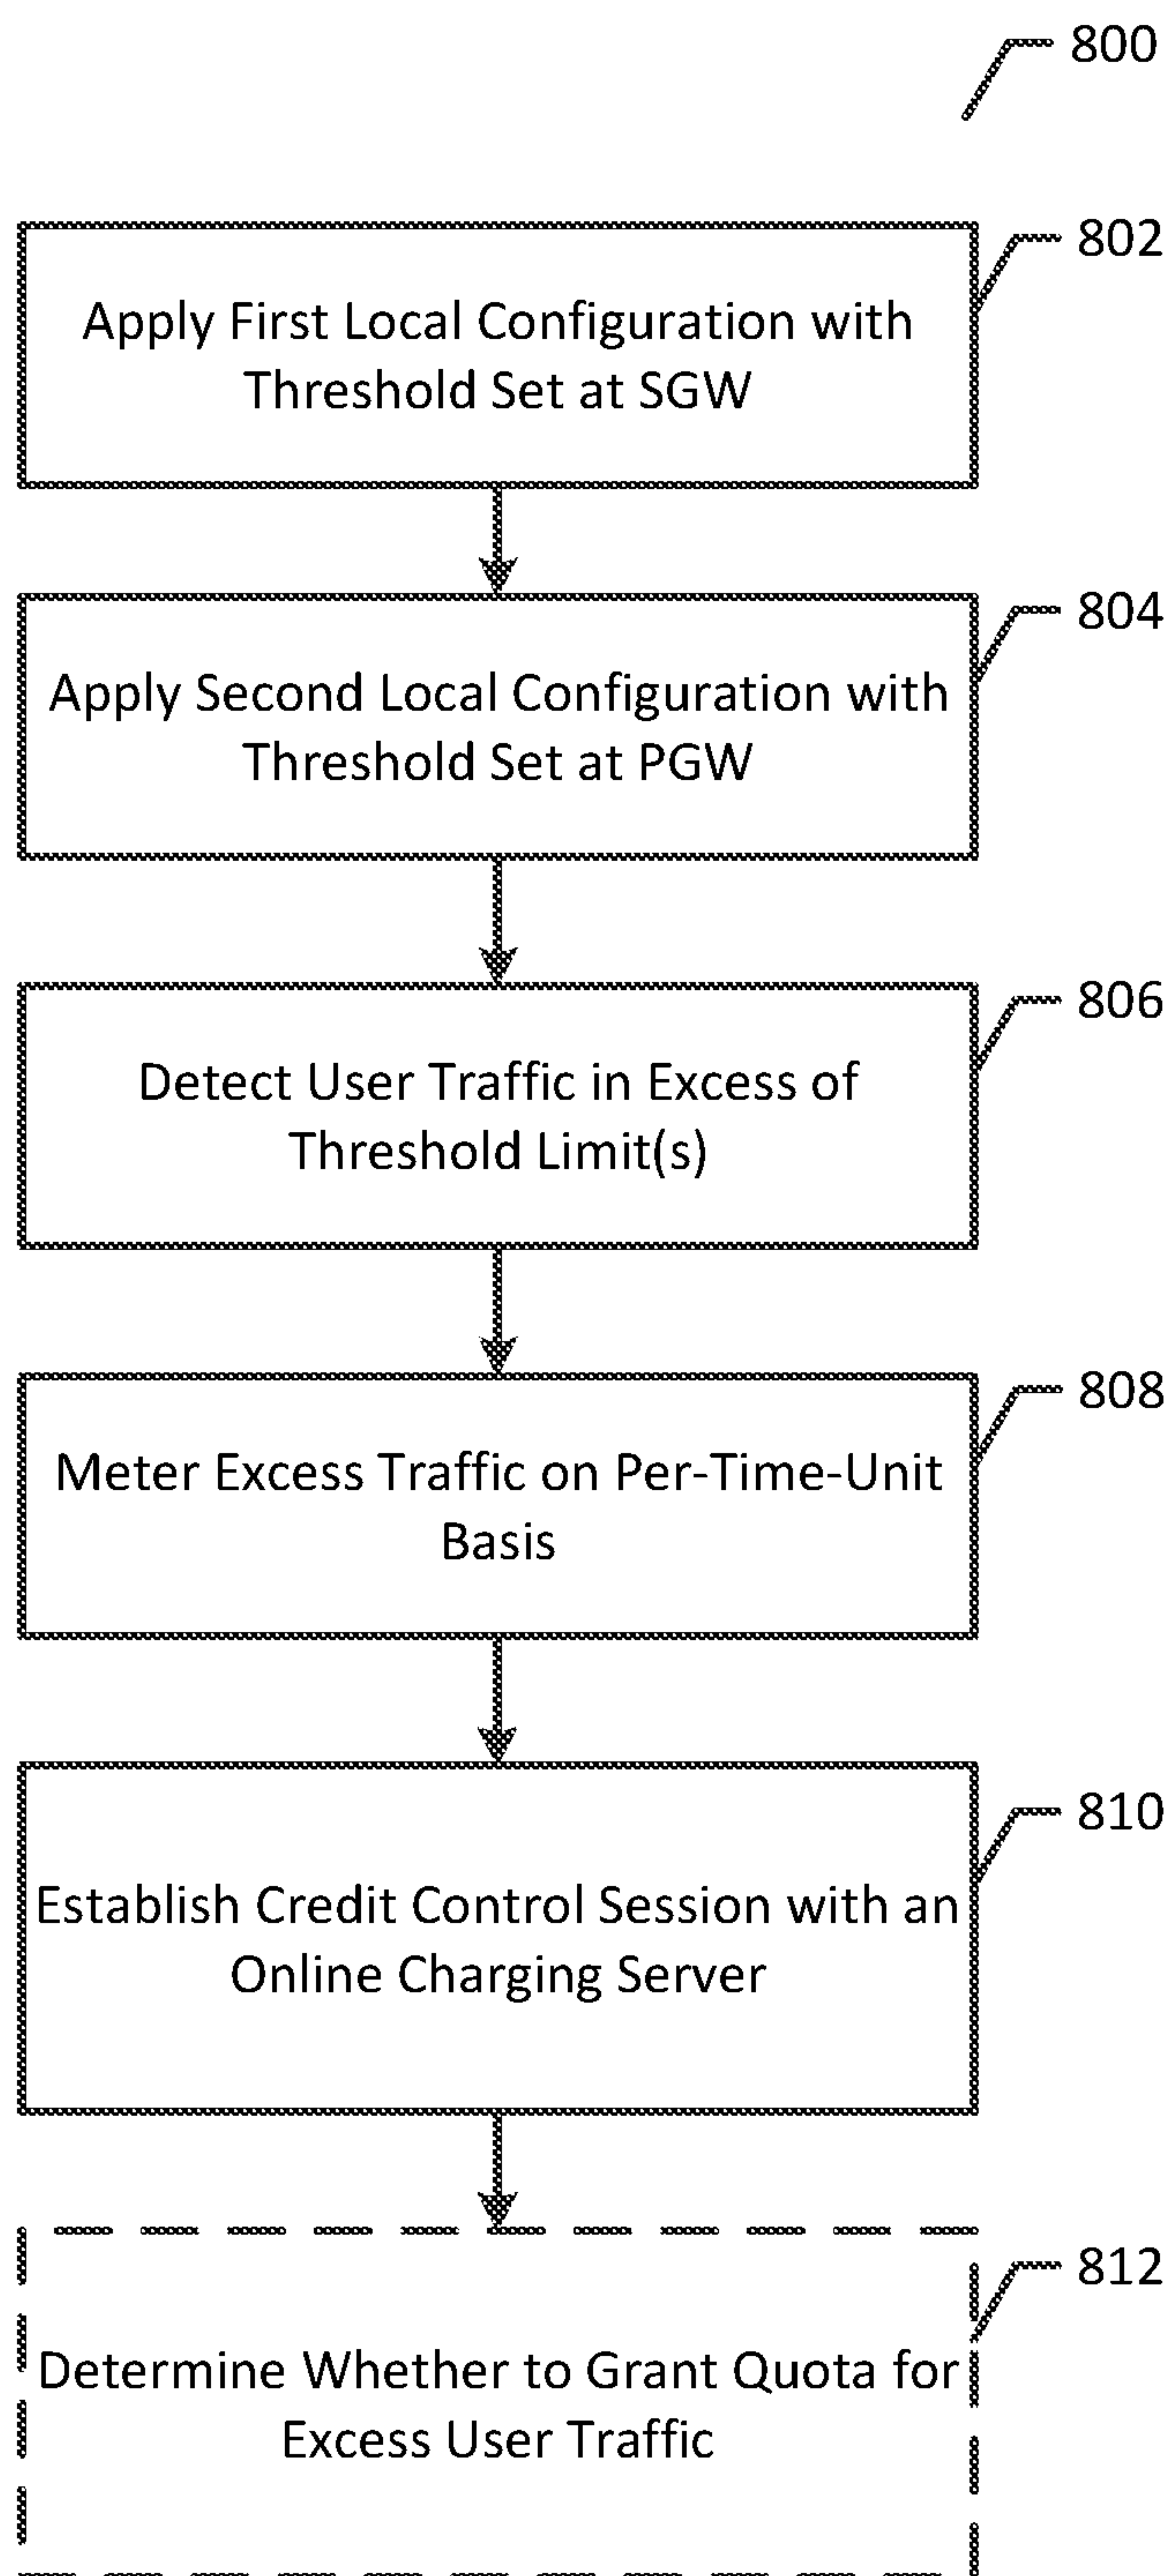 800
802
Apply First Local Configuration with
Threshold Set at SGW
804
Apply Second Local Configuration with
Threshold Set at PGW
806
Detect User Traffic in Excess of
Threshold Limit(s)
808
Meter Excess Traffic on Per-Time-Unit
Basis
810
Establish Credit Control Session with an
Online Charging Server
812
Determine Whether to Grant Quota for
Excess User Traffic